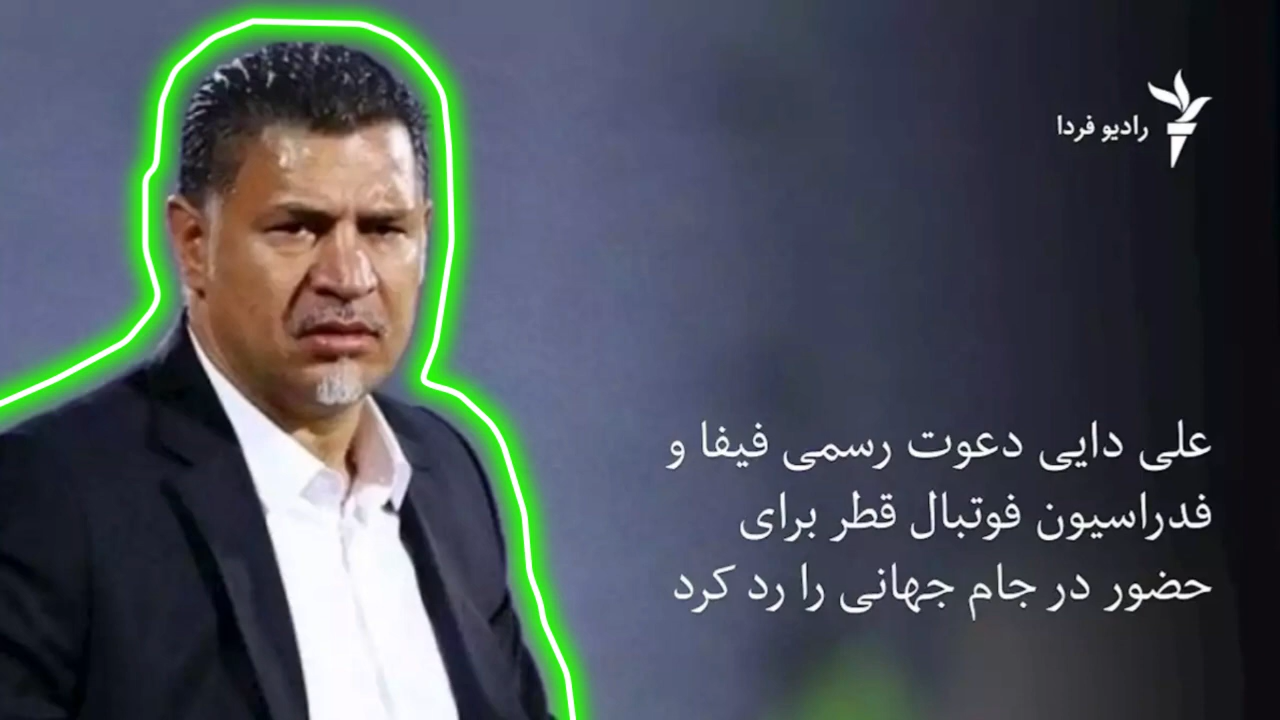 رادیو فردا
علی دایی دعوت رسمی فیفا و
فدراسیون فوتبال قطر برای
حضور در جام جهانی را رد کرد